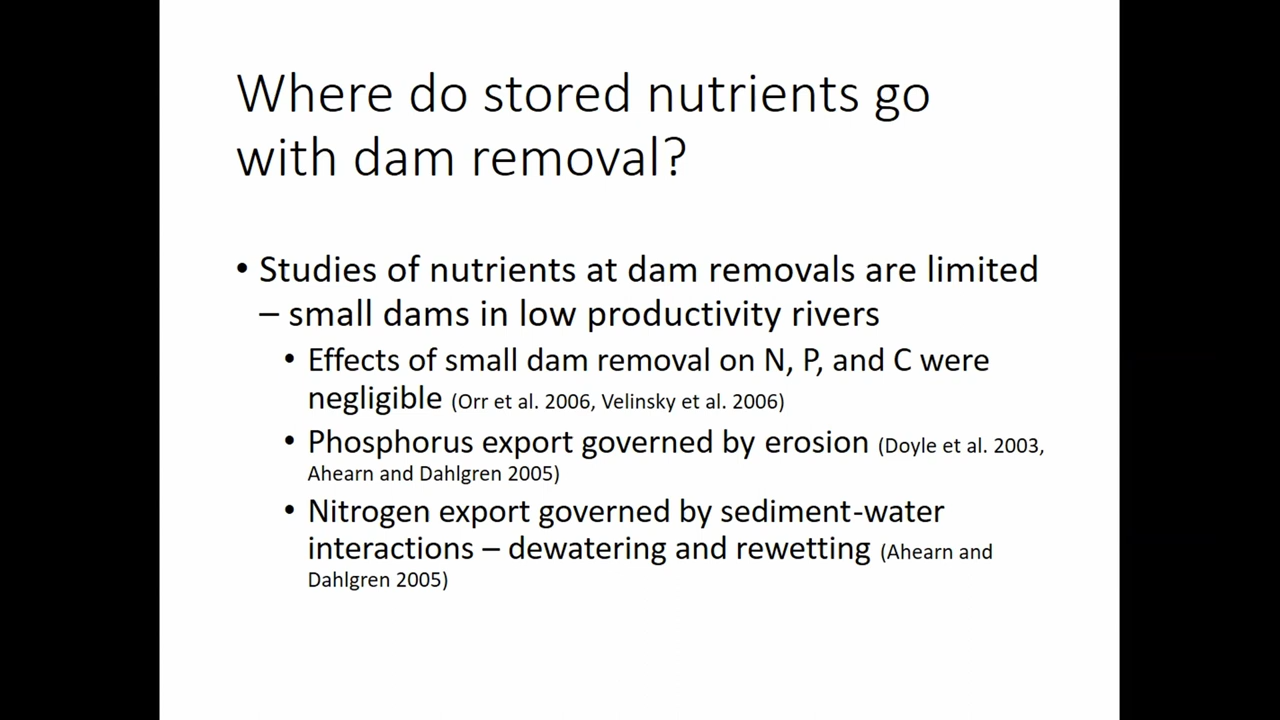 Where do stored nutrients go
with dam removal?
• Studies of nutrients at dam removals are limited
– small dams in low productivity rivers
• Effects of small dam removal on N, P, and C were
negligible (Orr et al. 2006, Velinsky et al. 2006)
• Phosphorus export governed by erosion (Doyle et al. 2003,
Ahearn and Dahlgren 2005)
• Nitrogen export governed by sediment-water
interactions – dewatering and rewetting (Ahearn and
Dahlgren 2005)